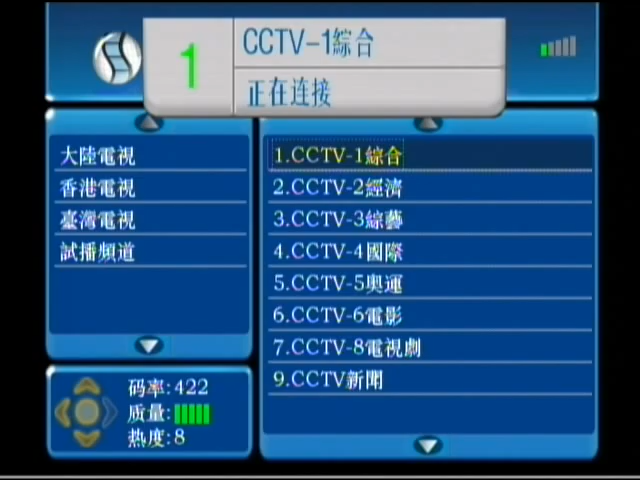 1
CCTV-1綜合
正在连接
大陸電視
香港電視
臺灣電視
試播頻道
1.CCTV-1綜合
2.CCTV-2經濟
3.CCTV-3綜藝
4.CCTV-4國際
5.CCTV-5奧運
6.CCTV-6電影
7.CCTV-8電視劇
9.CCTV新聞
码率:422
质量:
热度:8